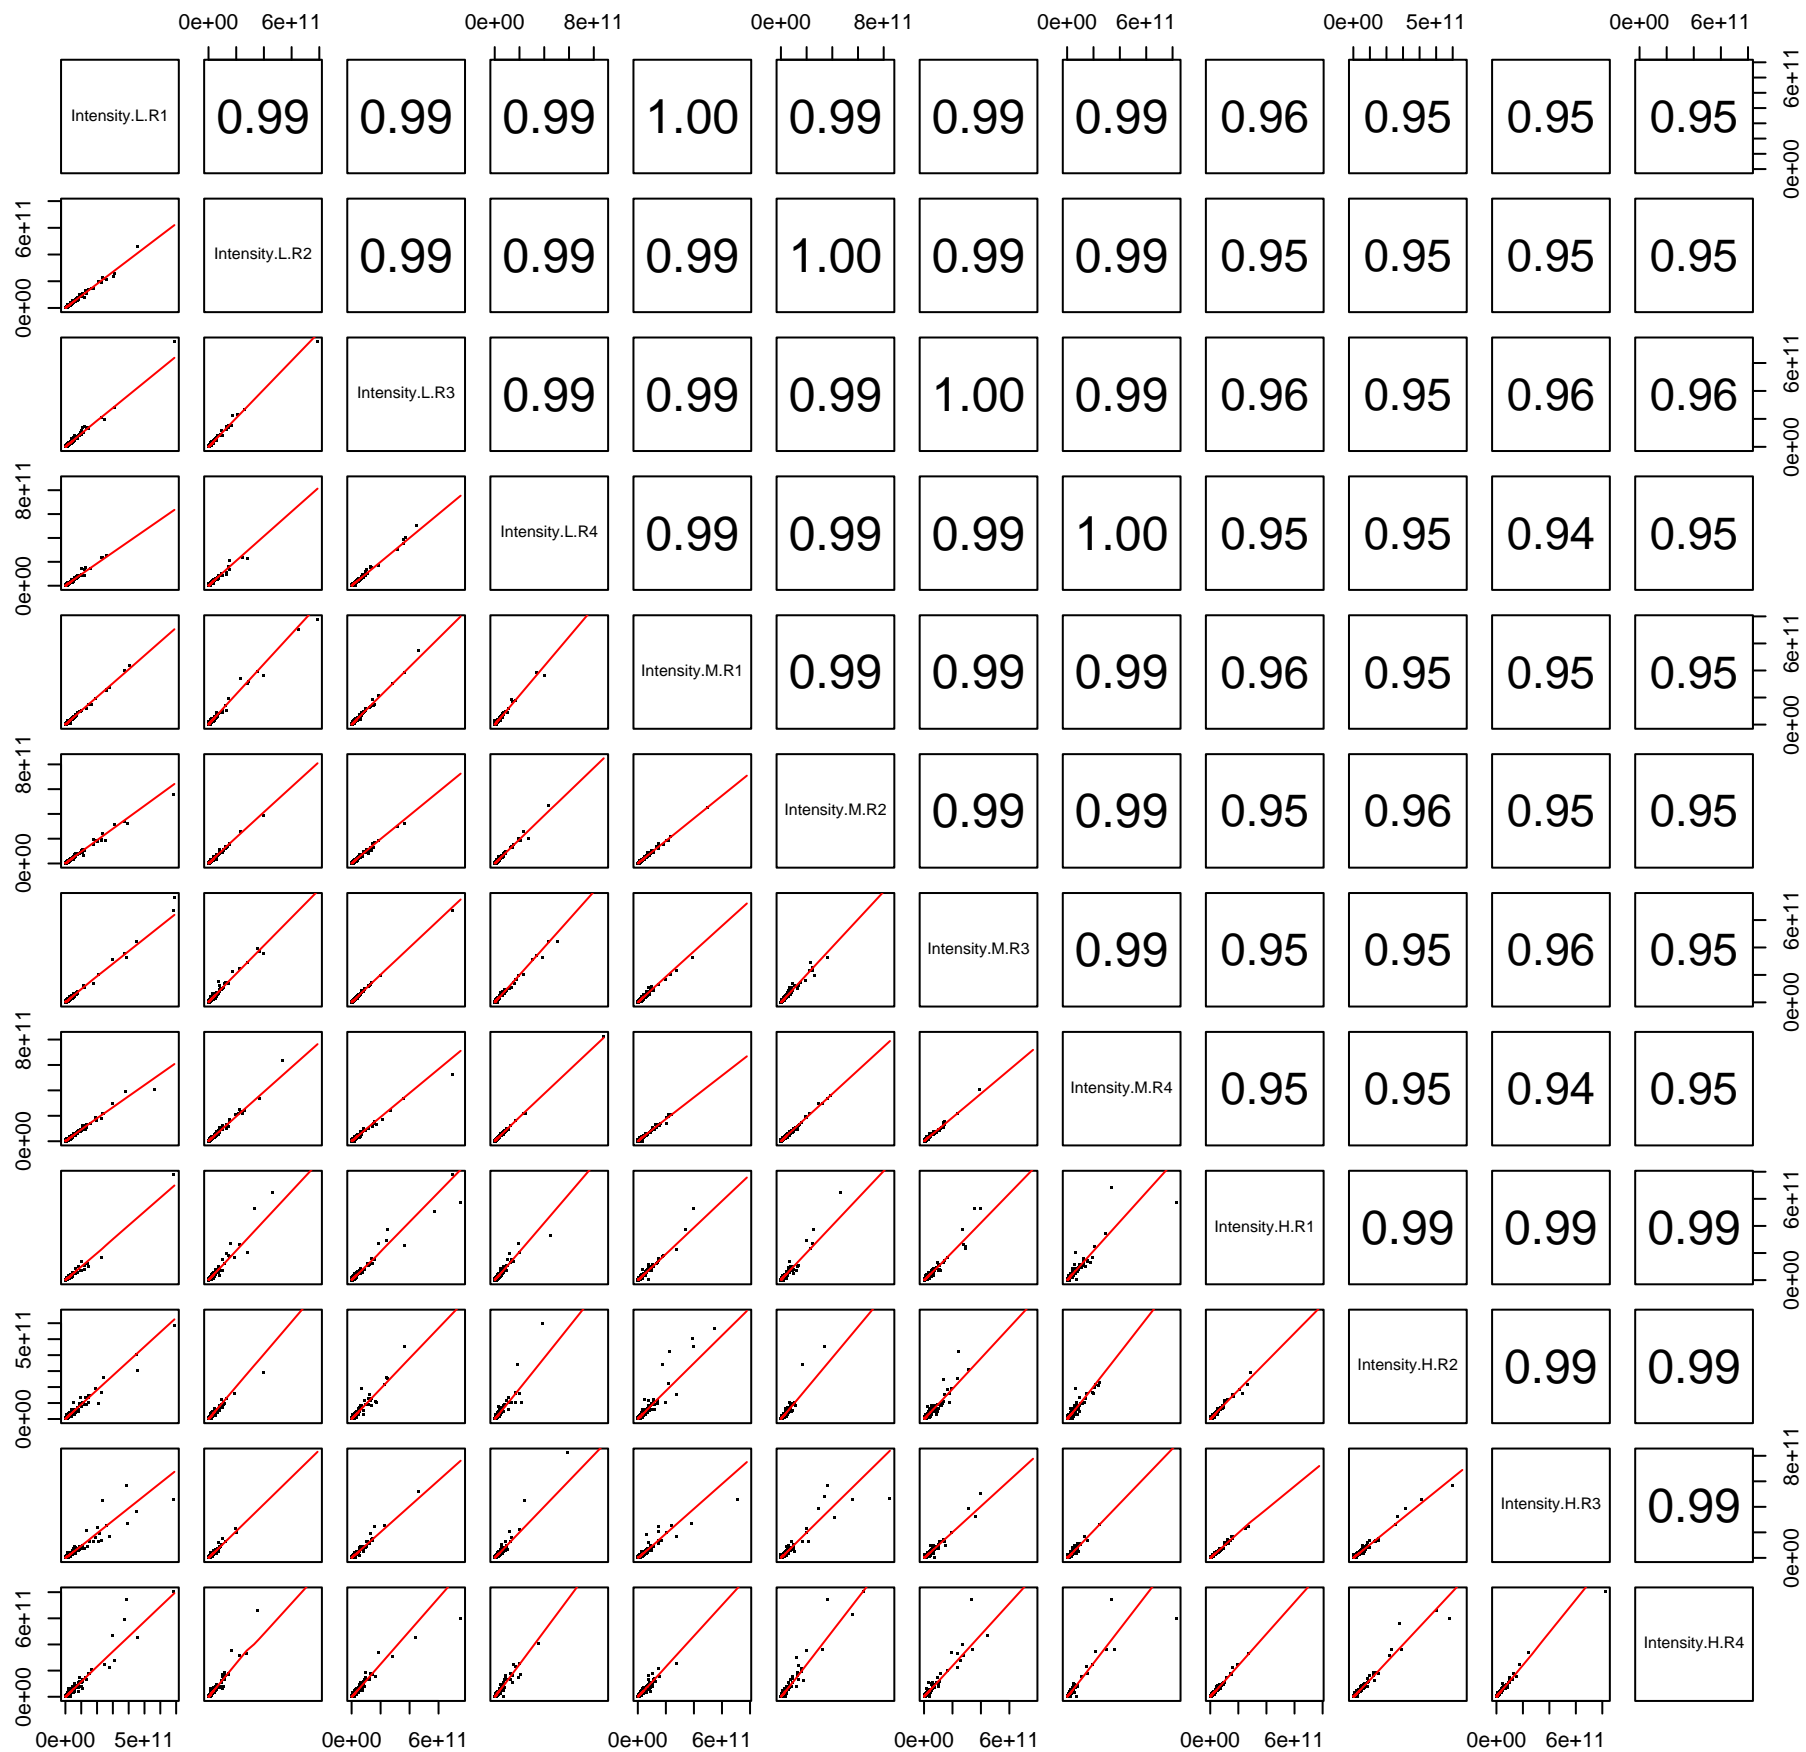 0e+00 6e+11 0e+00 8e+11 0e+00 8e+11 0e+00 6e+11 0e+00 5e+11 0e+00 6e+11
Intensity.L.R1 0.99 0.99 0.99 1.00 0.99 0.99 0.99 0.96 0.95 0.95 0.95 0e+00 6e+11
0e+00 6e+11 Intensity.L.R2 0.99 0.99 0.99 1.00 0.99 0.99 0.95 0.95 0.95 0.95
Intensity.L.R3 0.99 0.99 0.99 1.00 0.99 0.96 0.95 0.96 0.96 0e+00 6e+11
0e+00 8e+11 Intensity.L.R4 0.99 0.99 0.99 1.00 0.95 0.95 0.94 0.95
Intensity.M.R1 0.99 0.99 0.99 0.96 0.95 0.95 0.95 0e+00 6e+11
0e+00 8e+11 Intensity.M.R2 0.99 0.99 0.95 0.96 0.95 0.95
Intensity.M.R3 0.99 0.95 0.95 0.96 0.95 0e+00 6e+11
0e+00 8e+11 Intensity.M.R4 0.95 0.95 0.94 0.95
Intensity.H.R1 0.99 0.99 0.99 0e+00 6e+11
0e+00 5e+11 Intensity.H.R2 0.99 0.99
Intensity.H.R3 0.99 0e+00 8e+11
0e+00 6e+11 Intensity.H.R4
0e+00 5e+11 0e+00 6e+11 0e+00 6e+11 0e+00 6e+11 0e+00 6e+11 0e+00 6e+11